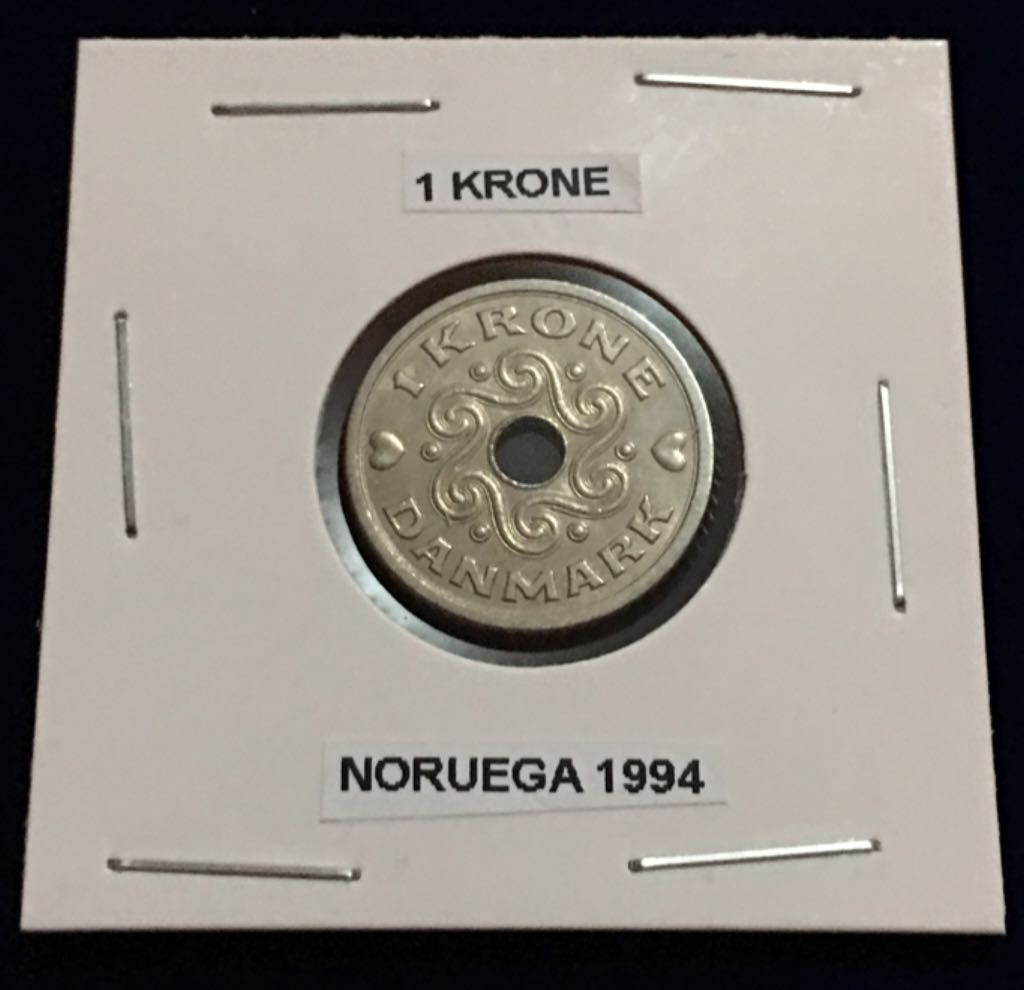 1 KRONE
1 KRONE
DANMARK
NORUEGA 1994